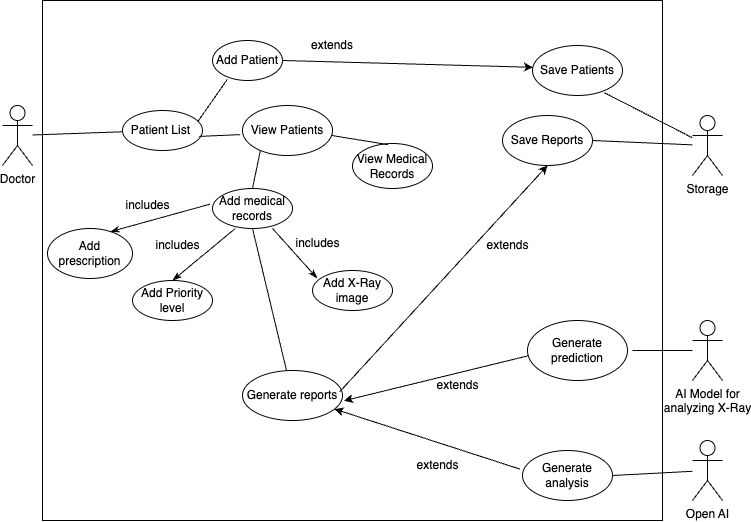 extends
Add Patient
Save Patients
Patient List
View Patients
Save Reports
View Medical
Records
Doctor
Storage
includes
Add medical
records
Add
prescription
includes
includes
extends
Add Priority
level
Add X-Ray
image
Generate
prediction
extends
Generate reports
AI Model for
analyzing X-Ray
extends
Generate
analysis
Open AI